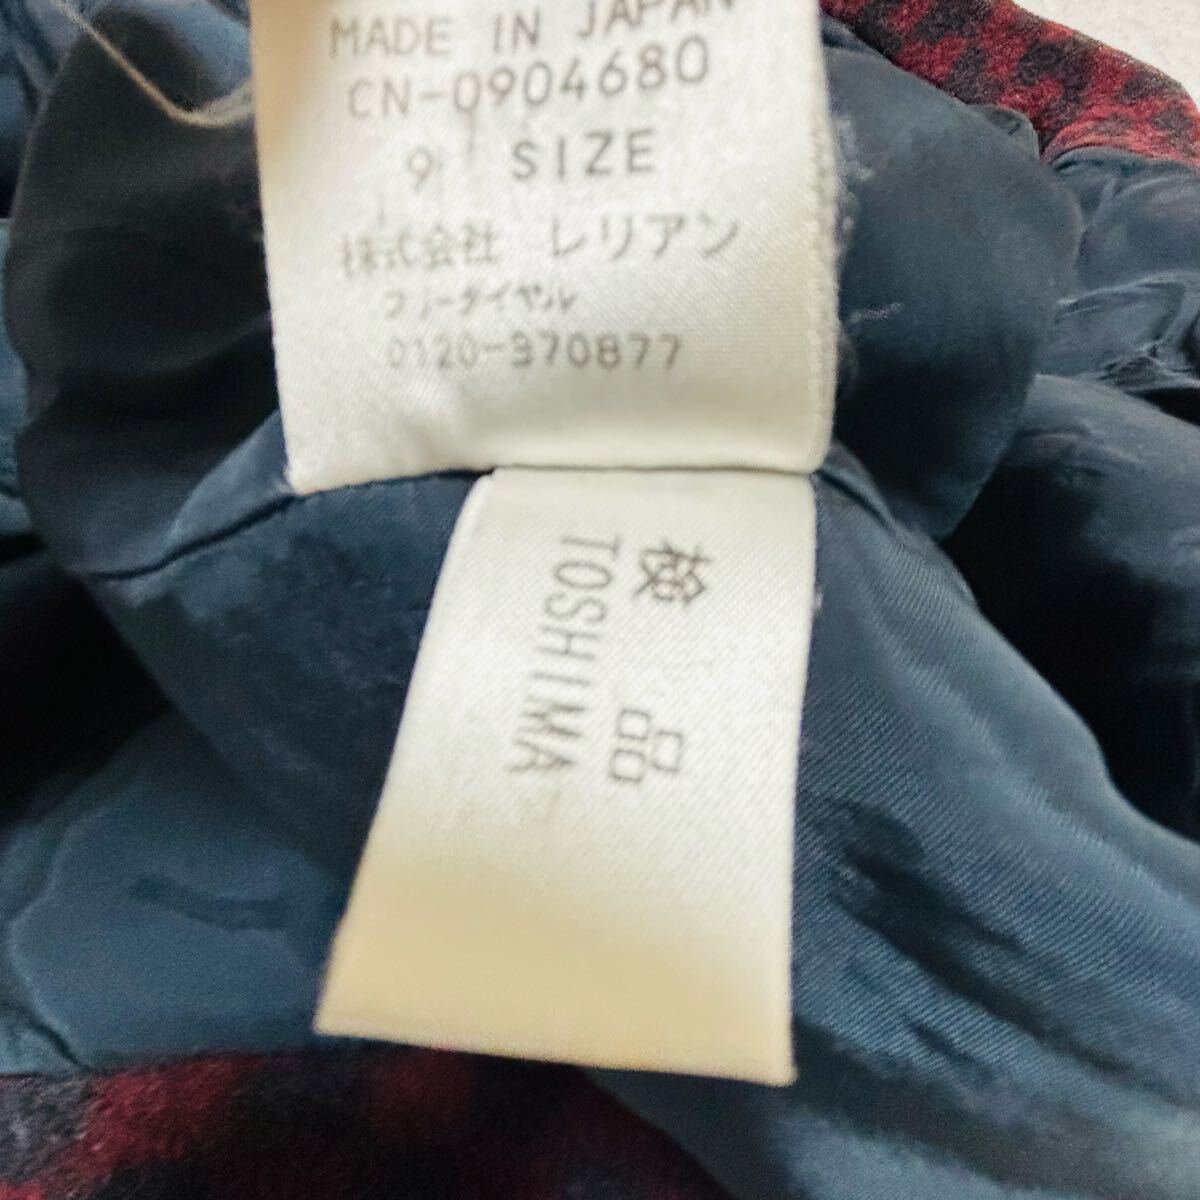 MADE IN JAPAN
CN-0904680
9 SIZE
株式会社 レリアン
フリーダイヤル
0120-370877
検品
TOSHIMA